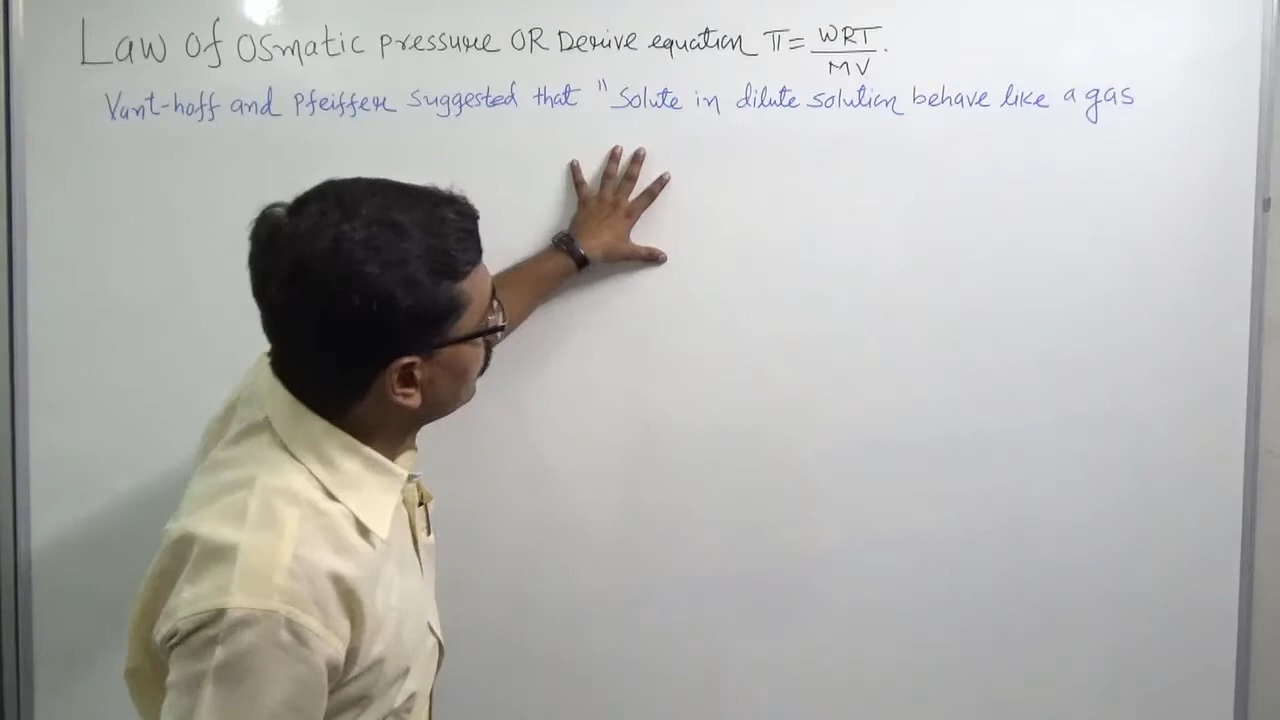 Law of osmatic pressure OR Derive equation π = WRT / MV.
Vant-hoff and Pfeiffer suggested that " Solute in dilute solution behave like a gas